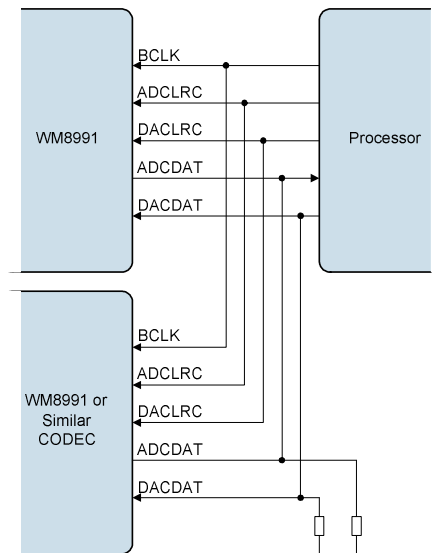 BCLK
ADCLRC
DACLRC
ADCDAT
DACDAT
WM8991
Processor
BCLK
ADCLRC
DACLRC
ADCDAT
DACDAT
WM8991 or
Similar
CODEC